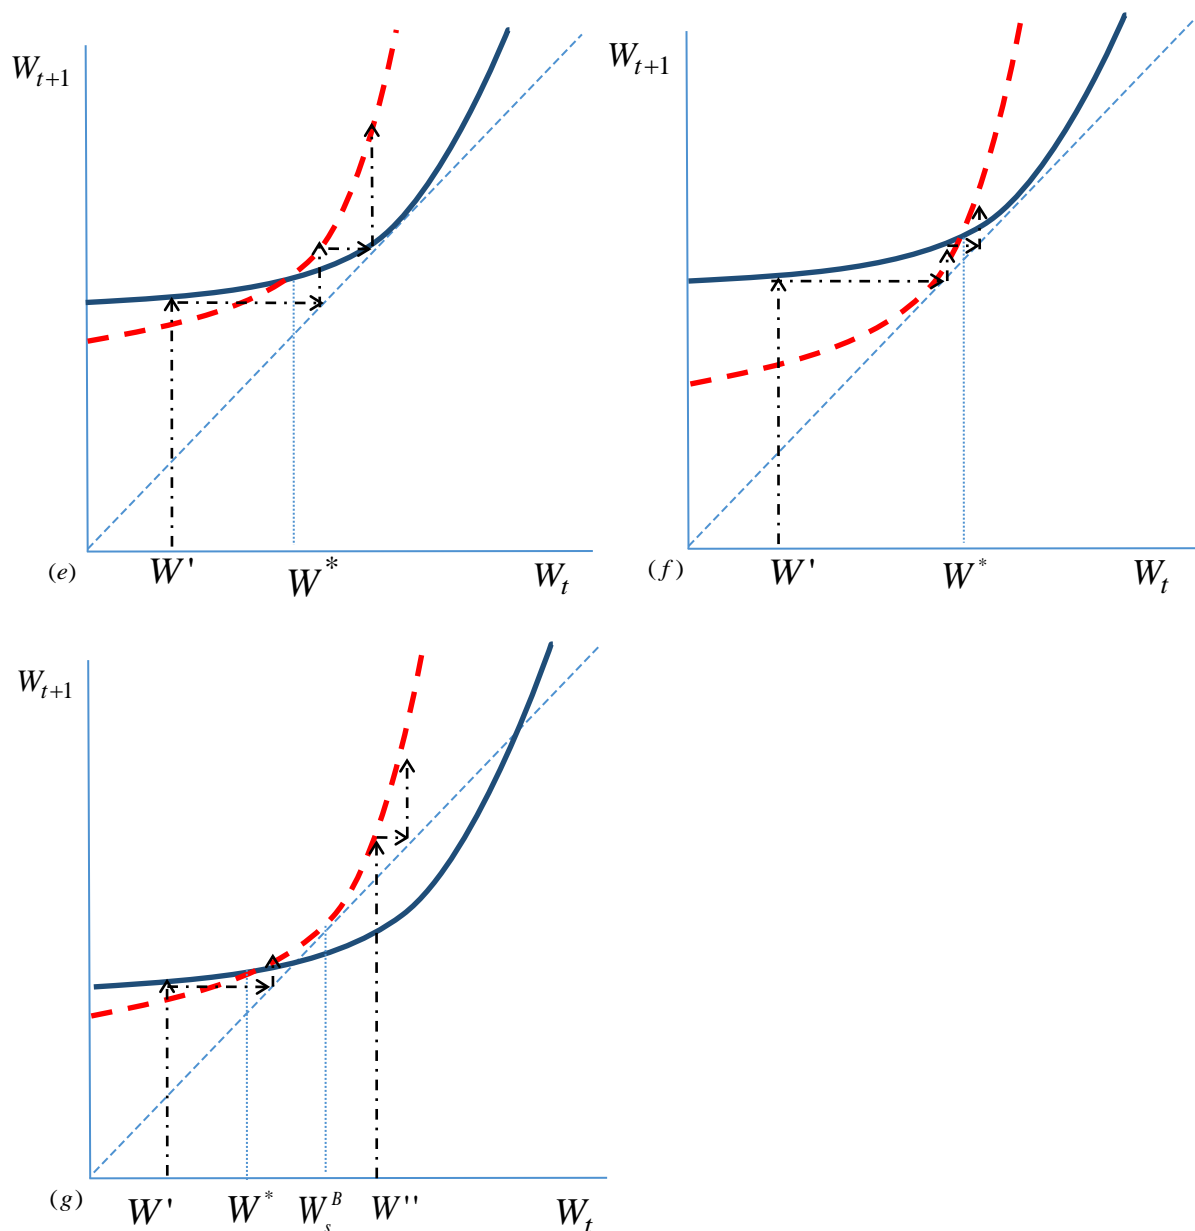 W_{t+1}
W_{t+1}
(e) W' W^* W_t
(f) W' W^* W_t
W_{t+1}
(g) W' W^* W_s^B W'' W_t